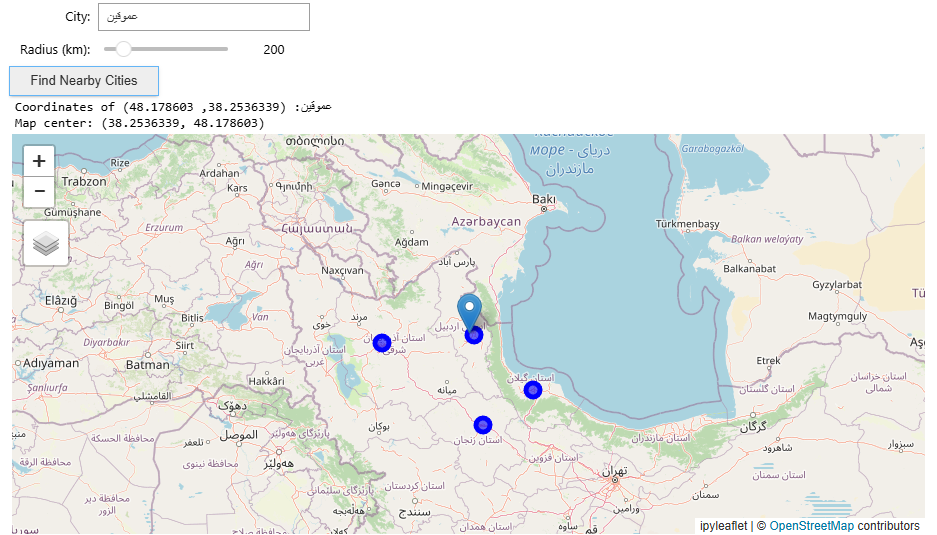 City: عموقین
Radius (km): 200
Find Nearby Cities
Coordinates of (48.178603 ,38.2536339) :عموقین
Map center: (38.2536339, 48.178603)
+
−
თბილისი
море - دریای
مازندران
Garabogazköl
Rize
Trabzon
Ardahan
Kars
Գյումրի
Gəncə
Mingəçevir
Bakı
Gümüşhane
Azərbaycan
Türkmenbaşy
Erzurum
Հայաստան
Ağdam
Balkan welaýaty
Ağrı
Ağrı
Naxçıvan
پارس آباد
Balkanabat
Gyzylarbat
Elâzığ
Muş
Bingöl
Bitlis
Van
خوی
مرند
استان اردبیل
Magtymguly
Diyarbakır
Siirt
استان آذربایجان
غربی
شرقی
Adıyaman
Batman
Etrek
Şanlıurfa
Hakkâri
میانه
استان گیلان
استان گلستان
استان خراسان
شمالی
القامشلي
دهۆک
بوکان
گرگان
الموصل
تلعفر
پارێزگای هەولێر
استان زنجان
استان مازندران
شاهرود
سبزوار
محافظة الحسكة
هەولێر
استان قزوین
محافظة الرقة
محافظة نينوى
تهران
استان سمنان
محافظة دير
الزور
پارێزگای سلێمانی
استان کردستان
سمنان
ورامین
سنندج
ساوه
استان همدان
قم
ipyleaflet | © OpenStreetMap contributors